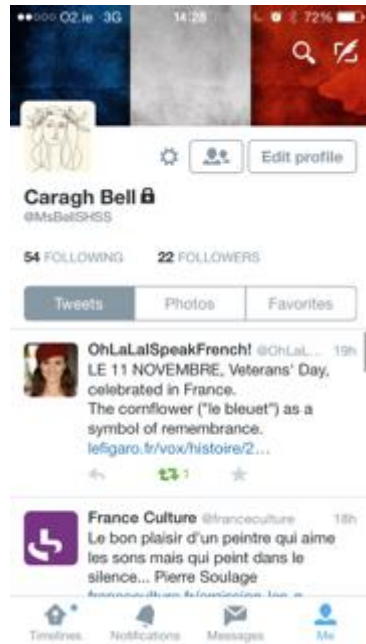 O2.ie 3G 14:28 72%
Edit profile
Caragh Bell
@MsBellSHSS
54 FOLLOWING 22 FOLLOWERS
Tweets Photos Favorites
OhLaLaISpeakFrench! @OhLaL... 19h
LE 11 NOVEMBRE, Veterans' Day,
celebrated in France.
The cornflower ("le bleuet") as a
symbol of remembrance.
lefigaro.fr/vox/histoire/2...
1
France Culture @franceculture 18h
Le bon plaisir d'un peintre qui aime
les sons mais qui peint dans le
silence... Pierre Soulage
Timelines Notifications Messages Me